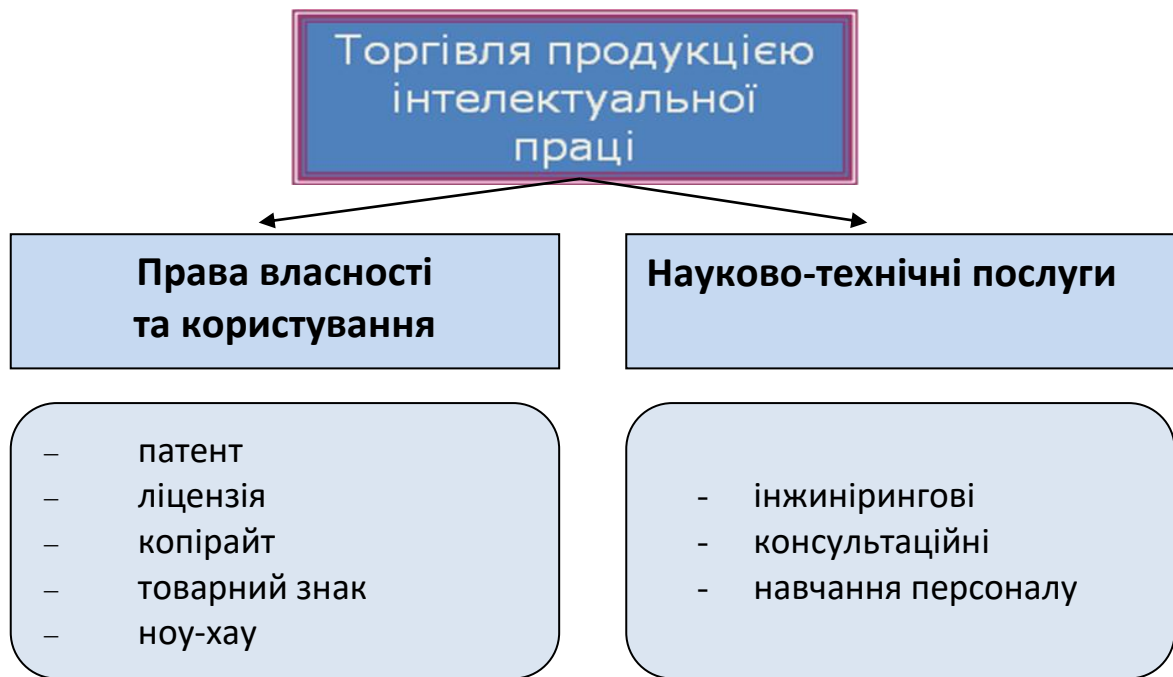 Торгівля продукцією
інтелектуальної
праці
Права власності
та користування
Науково-технічні послуги
– патент
– ліцензія
– копірайт
– товарний знак
– ноу-хау
- інжинірингові
- консультаційні
- навчання персоналу